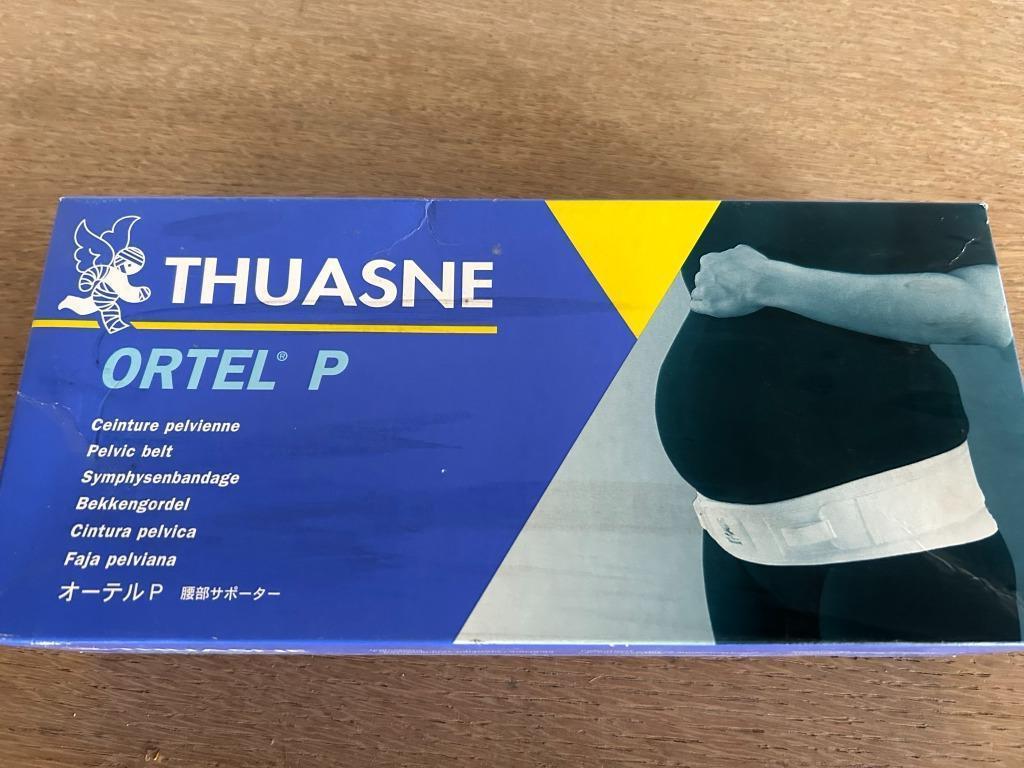 THUASNE
ORTEL® P
Ceinture pelvienne
Pelvic belt
Symphysenbandage
Bekkengordel
Cintura pelvica
Faja pelviana
オーテル P 腰部サポーター